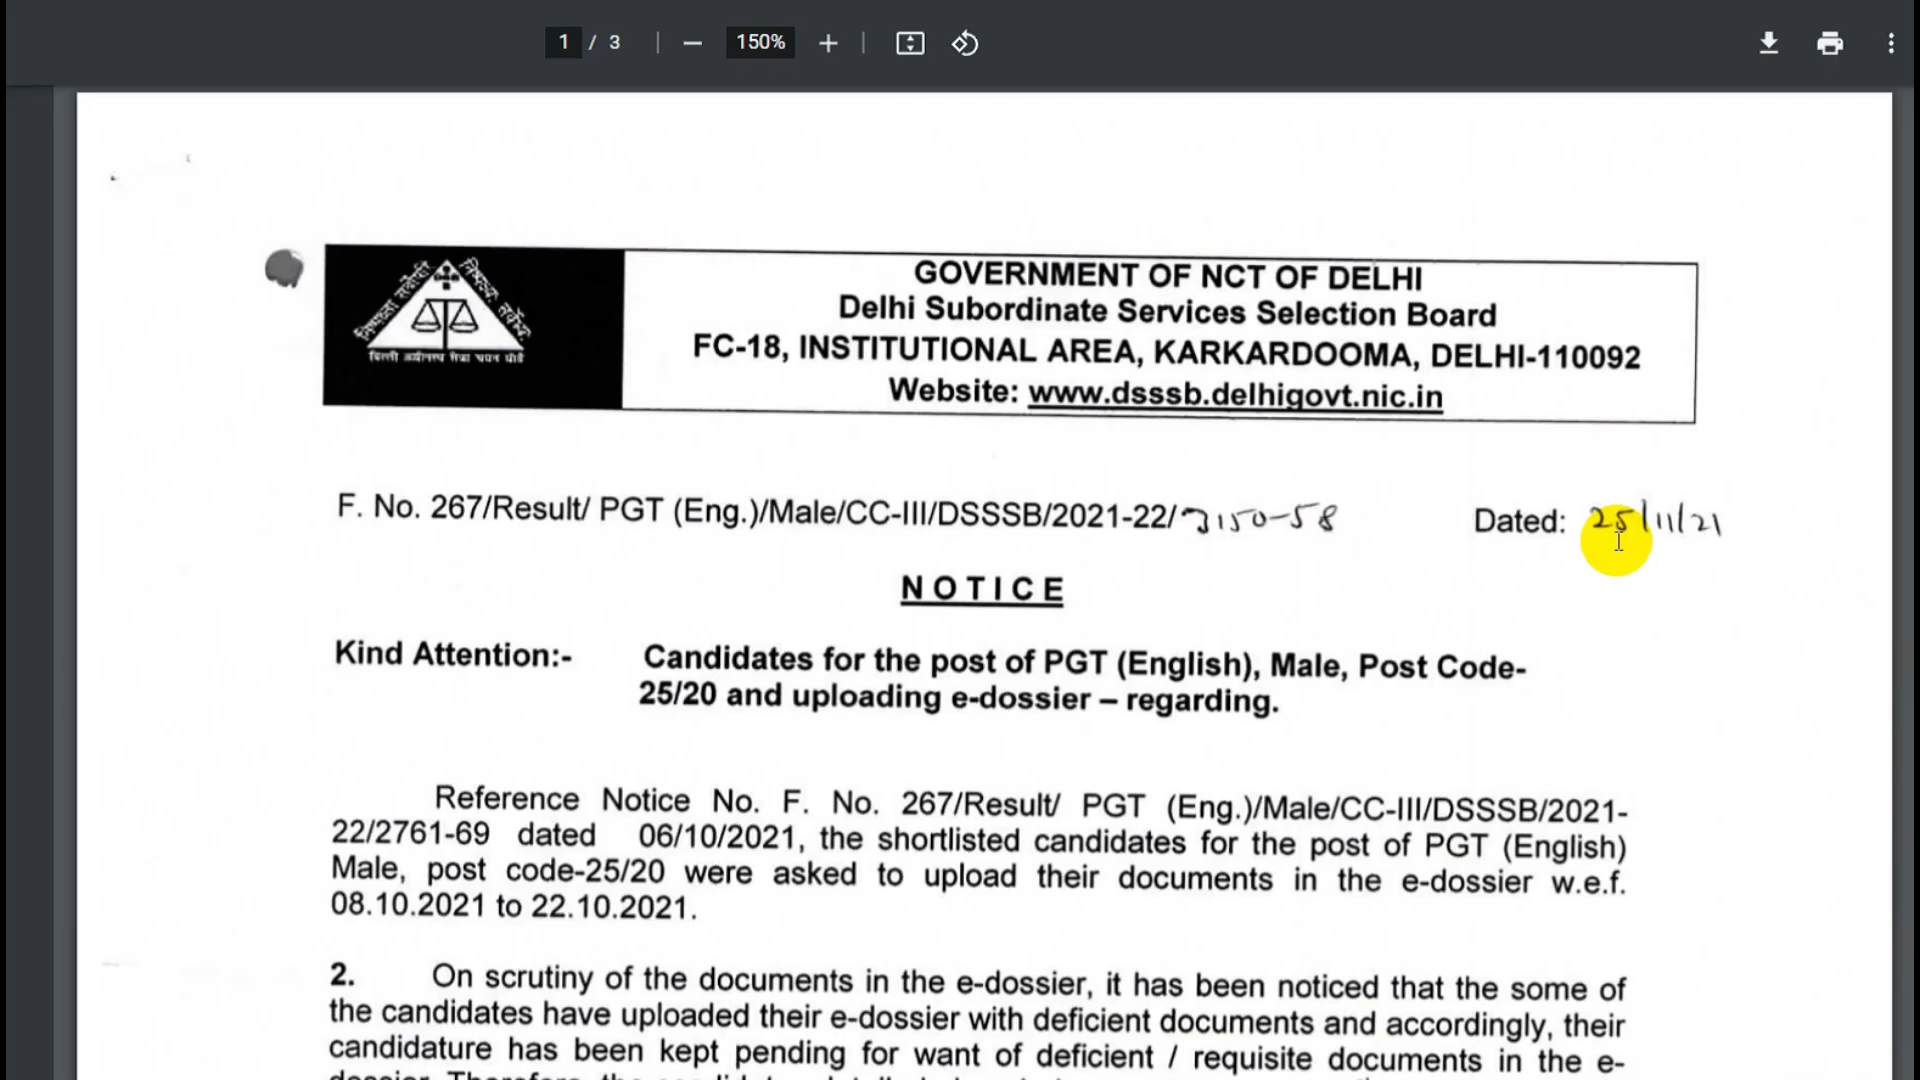 1 / 3 150%
GOVERNMENT OF NCT OF DELHI
Delhi Subordinate Services Selection Board
FC-18, INSTITUTIONAL AREA, KARKARDOOMA, DELHI-110092
Website: www.dsssb.delhigovt.nic.in
दिल्ली अधीनस्थ सेवा चयन बोर्ड
F. No. 267/Result/ PGT (Eng.)/Male/CC-III/DSSSB/2021-22/3150-58 Dated: 25/11/21
NOTICE
Kind Attention:- Candidates for the post of PGT (English), Male, Post Code-
25/20 and uploading e-dossier – regarding.
Reference Notice No. F. No. 267/Result/ PGT (Eng.)/Male/CC-III/DSSSB/2021-
22/2761-69 dated 06/10/2021, the shortlisted candidates for the post of PGT (English)
Male, post code-25/20 were asked to upload their documents in the e-dossier w.e.f.
08.10.2021 to 22.10.2021.
2. On scrutiny of the documents in the e-dossier, it has been noticed that the some of
the candidates have uploaded their e-dossier with deficient documents and accordingly, their
candidature has been kept pending for want of deficient / requisite documents in the e-